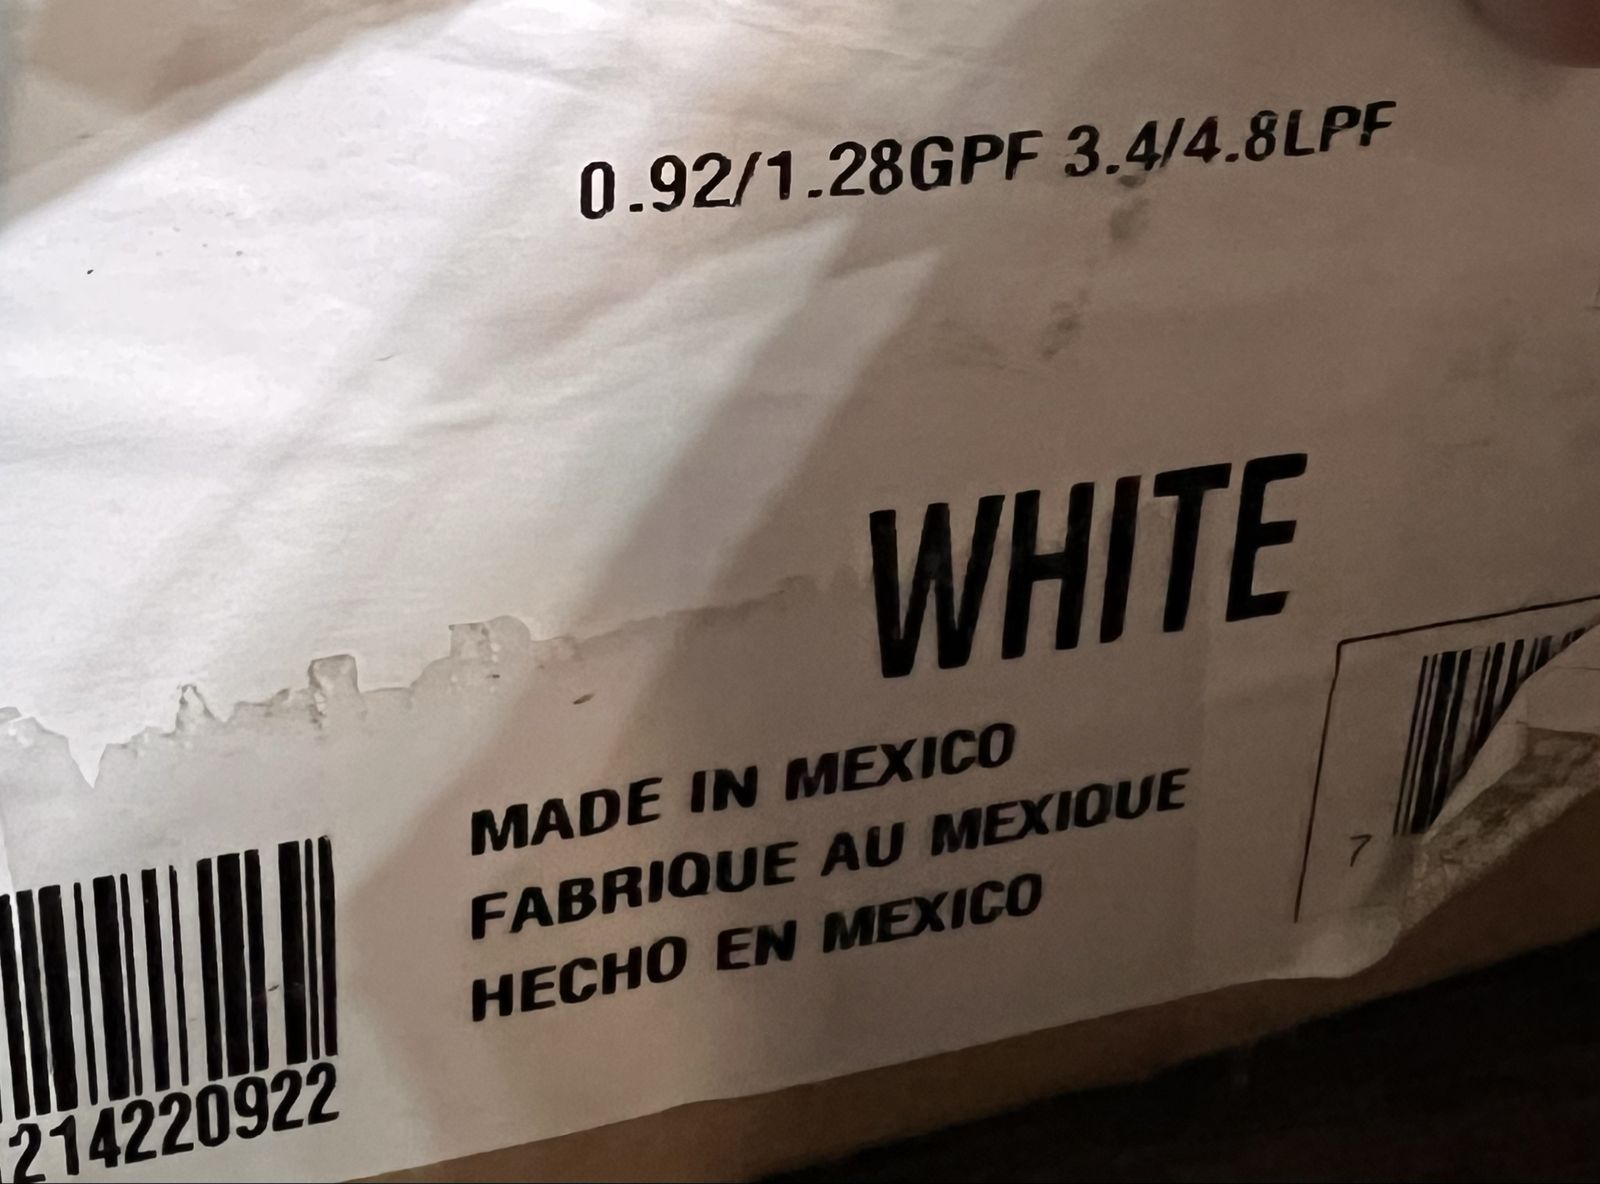 0.92/1.28GPF 3.4/4.8LPF
WHITE
MADE IN MEXICO
FABRIQUE AU MEXIQUE
HECHO EN MEXICO
7
214220922